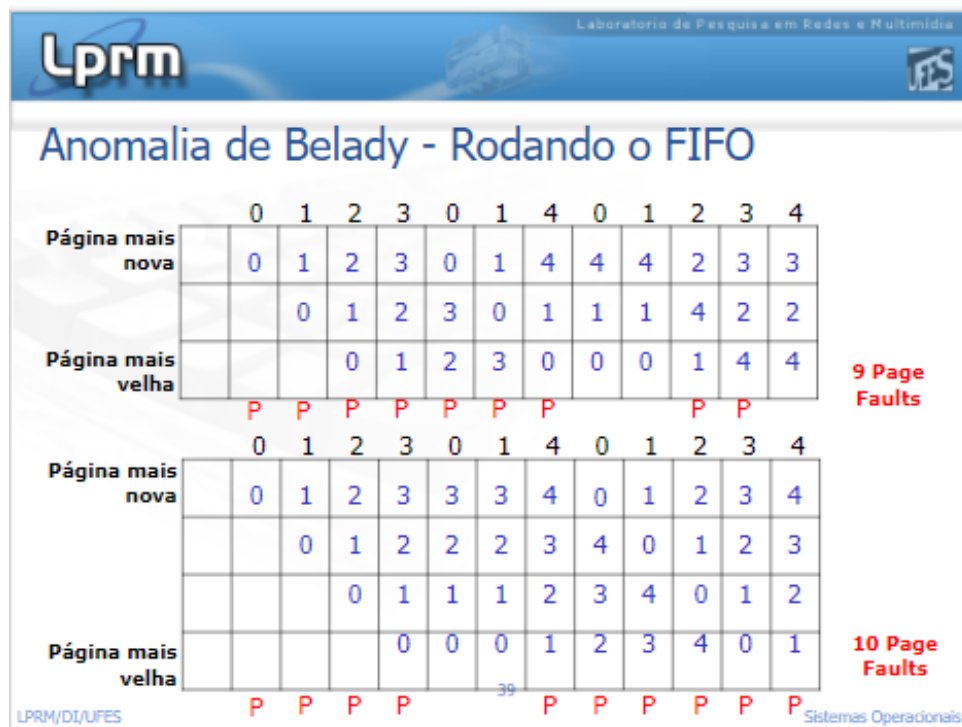 Laboratorio de Pesquisa em Redes e Multimídia
Lprm
UFES
Anomalia de Belady - Rodando o FIFO
0 1 2 3 0 1 4 0 1 2 3 4
Página mais
nova
0 1 2 3 0 1 4 4 4 2 3 3
0 1 2 3 0 1 1 1 4 2 2
Página mais
velha
0 1 2 3 0 0 0 1 4 4
9 Page
Faults
P P P P P P P P P
0 1 2 3 0 1 4 0 1 2 3 4
Página mais
nova
0 1 2 3 3 3 4 0 1 2 3 4
0 1 2 2 2 3 4 0 1 2 3
0 1 1 1 2 3 4 0 1 2
Página mais
velha
0 0 0 1 2 3 4 0 1
10 Page
Faults
39
P P P P P P P P P P
LPRM/DI/UFES
Sistemas Operacionais